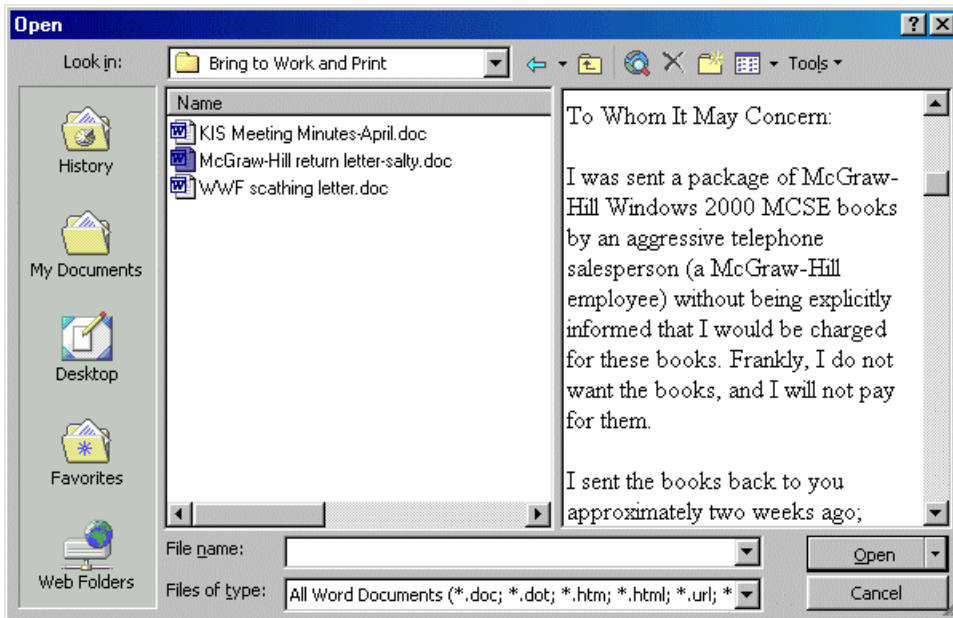 Open
Look in:
Bring to Work and Print
Tools
History
My Documents
Desktop
Favorites
Web Folders
Name
KIS Meeting Minutes-April.doc
McGraw-Hill return letter-salty.doc
WWF scathing letter.doc
To Whom It May Concern:
I was sent a package of McGraw-
Hill Windows 2000 MCSE books
by an aggressive telephone
salesperson (a McGraw-Hill
employee) without being explicitly
informed that I would be charged
for these books. Frankly, I do not
want the books, and I will not pay
for them.
I sent the books back to you
approximately two weeks ago;
File name:
Open
Files of type:
All Word Documents (*.doc; *.dot; *.htm; *.html; *.url; *
Cancel